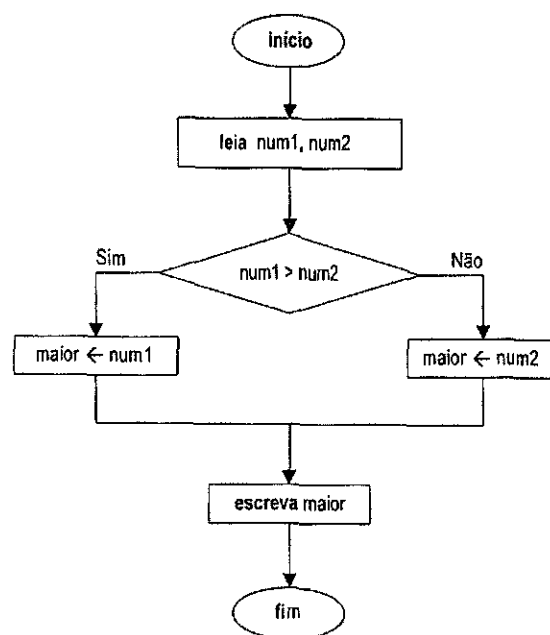 início
leia num1, num2
Sim
num1 > num2
Não
maior ← num1
maior ← num2
escreva maior
fim